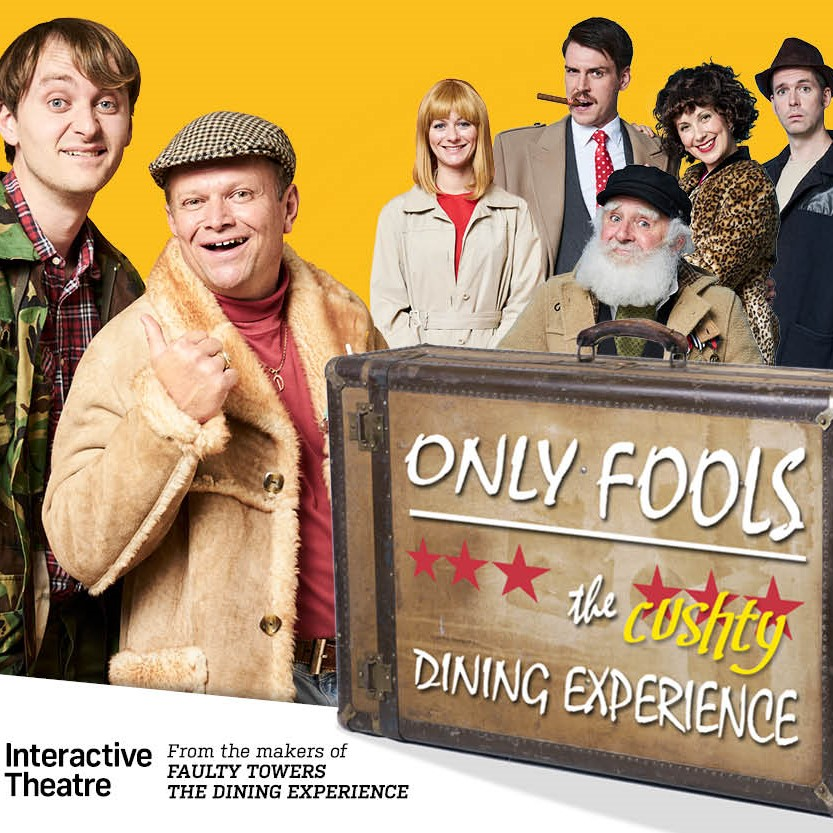 ONLY FOOLS
the cushty
DINING EXPERIENCE
Interactive
Theatre
From the makers of
FAULTY TOWERS
THE DINING EXPERIENCE